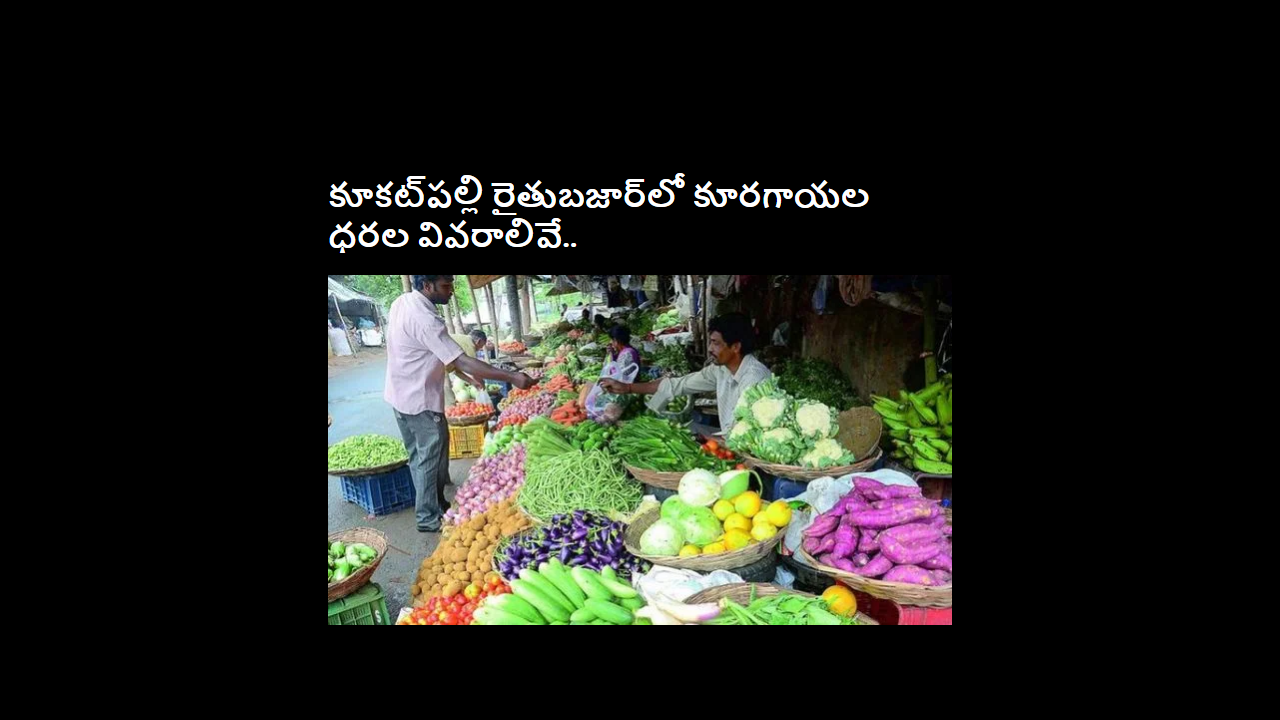 కూకట్‌పల్లి రైతుబజార్‌లో కూరగాయల
ధరల వివరాలివే..